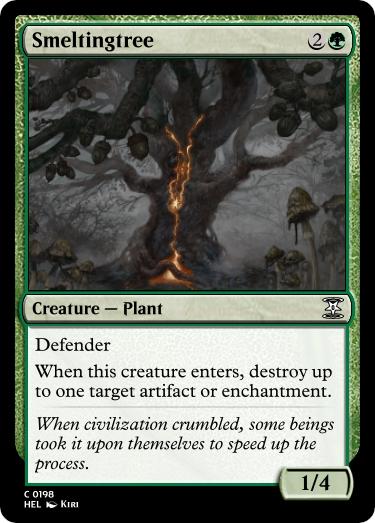 Smeltingtree 2
Creature — Plant
Defender
When this creature enters, destroy up
to one target artifact or enchantment.
When civilization crumbled, some beings
took it upon themselves to speed up the
process.
1/4
C 0198
HEL Kiri